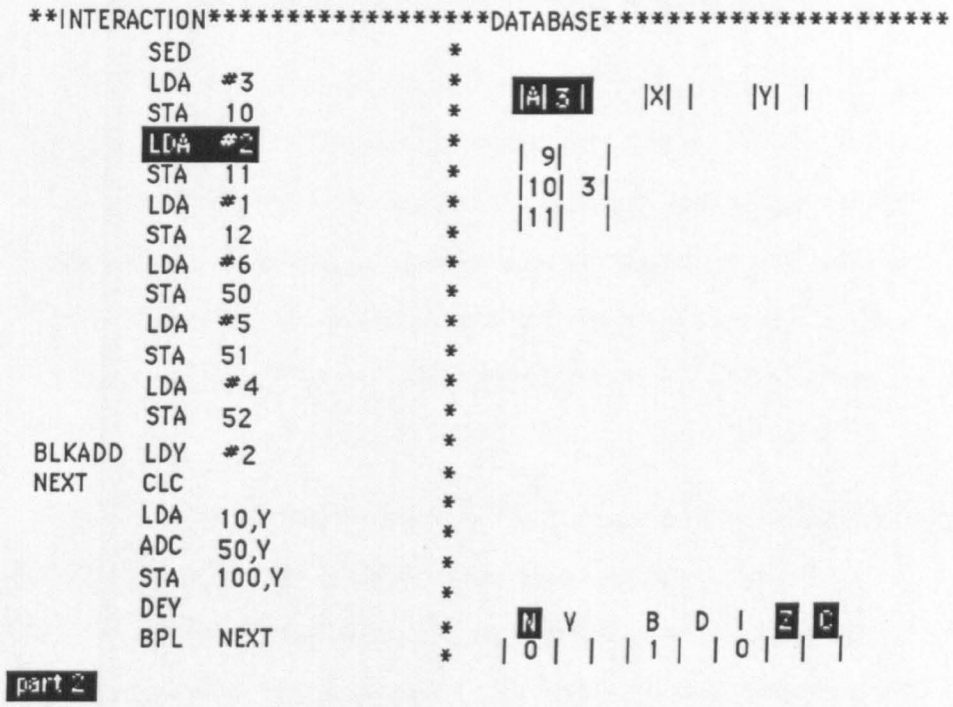 **INTERACTION*****************DATABASE*********************
SED *
LDA #3 *
|A| 3 | |X| | |Y| |
STA 10 *
LDA #2 *
| 9| |
STA 11 *
|10| 3|
LDA #1 *
|11| |
STA 12 *
LDA #6 *
STA 50 *
LDA #5 *
STA 51 *
LDA #4 *
STA 52 *
BLKADD LDY #2 *
NEXT CLC *
LDA 10,Y *
ADC 50,Y *
STA 100,Y *
DEY
N V B D I Z C
BPL NEXT *
| 0 | | | 1 | | 0 | | |
*
part 2